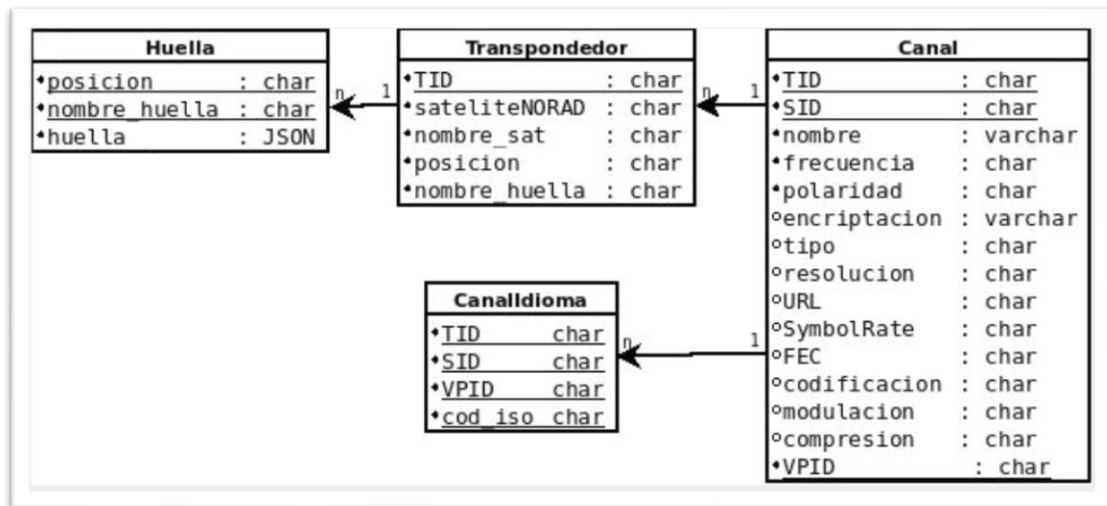 Huella
posicion : char
nombre_huella : char
huella : JSON
n 1
Transpondedor
TID : char
sateliteNORAD : char
nombre_sat : char
posicion : char
nombre_huella : char
n 1
Canal
TID : char
SID : char
nombre : varchar
frecuencia : char
polaridad : char
encriptacion : varchar
tipo : char
resolucion : char
URL : char
SymbolRate : char
FEC : char
codificacion : char
modulacion : char
compresion : char
VPID : char
n 1
CanalIdioma
TID char
SID char
VPID char
cod_iso char